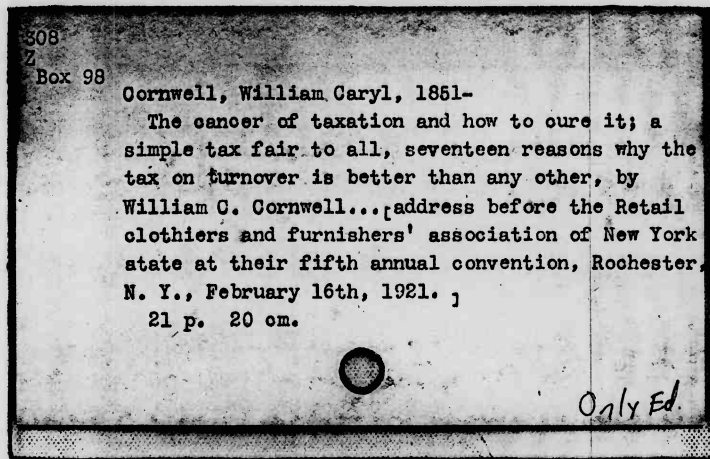 308
Z
Box 98
Cornwell, William Caryl, 1851-
The cancer of taxation and how to cure it; a
simple tax fair to all, seventeen reasons why the
tax on turnover is better than any other, by
William C. Cornwell...[address before the Retail
clothiers and furnishers' association of New York
state at their fifth annual convention, Rochester,
N. Y., February 16th, 1921. ]
21 p. 20 cm.
Only Ed.